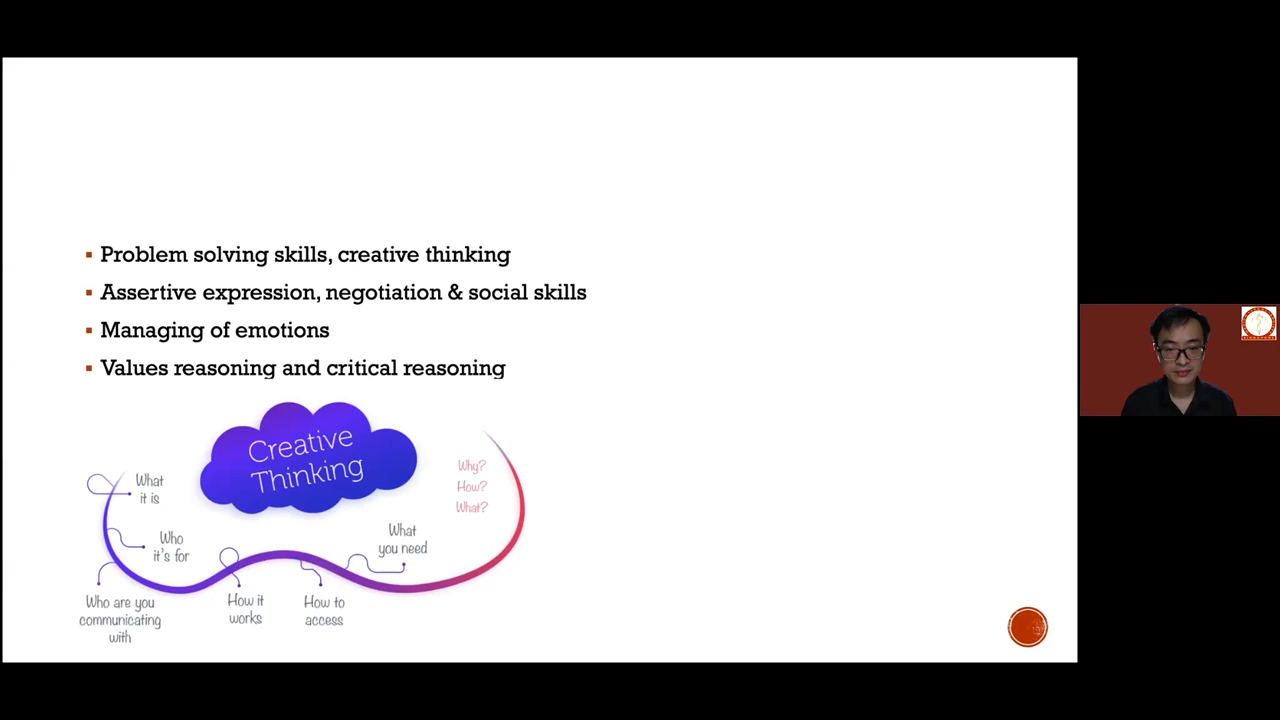 Problem solving skills, creative thinking
Assertive expression, negotiation & social skills
Managing of emotions
Values reasoning and critical reasoning
Creative
Thinking
What
it is
Who
it's for
Who are you
communicating
with
How it
works
How to
access
What
you need
Why?
How?
What?